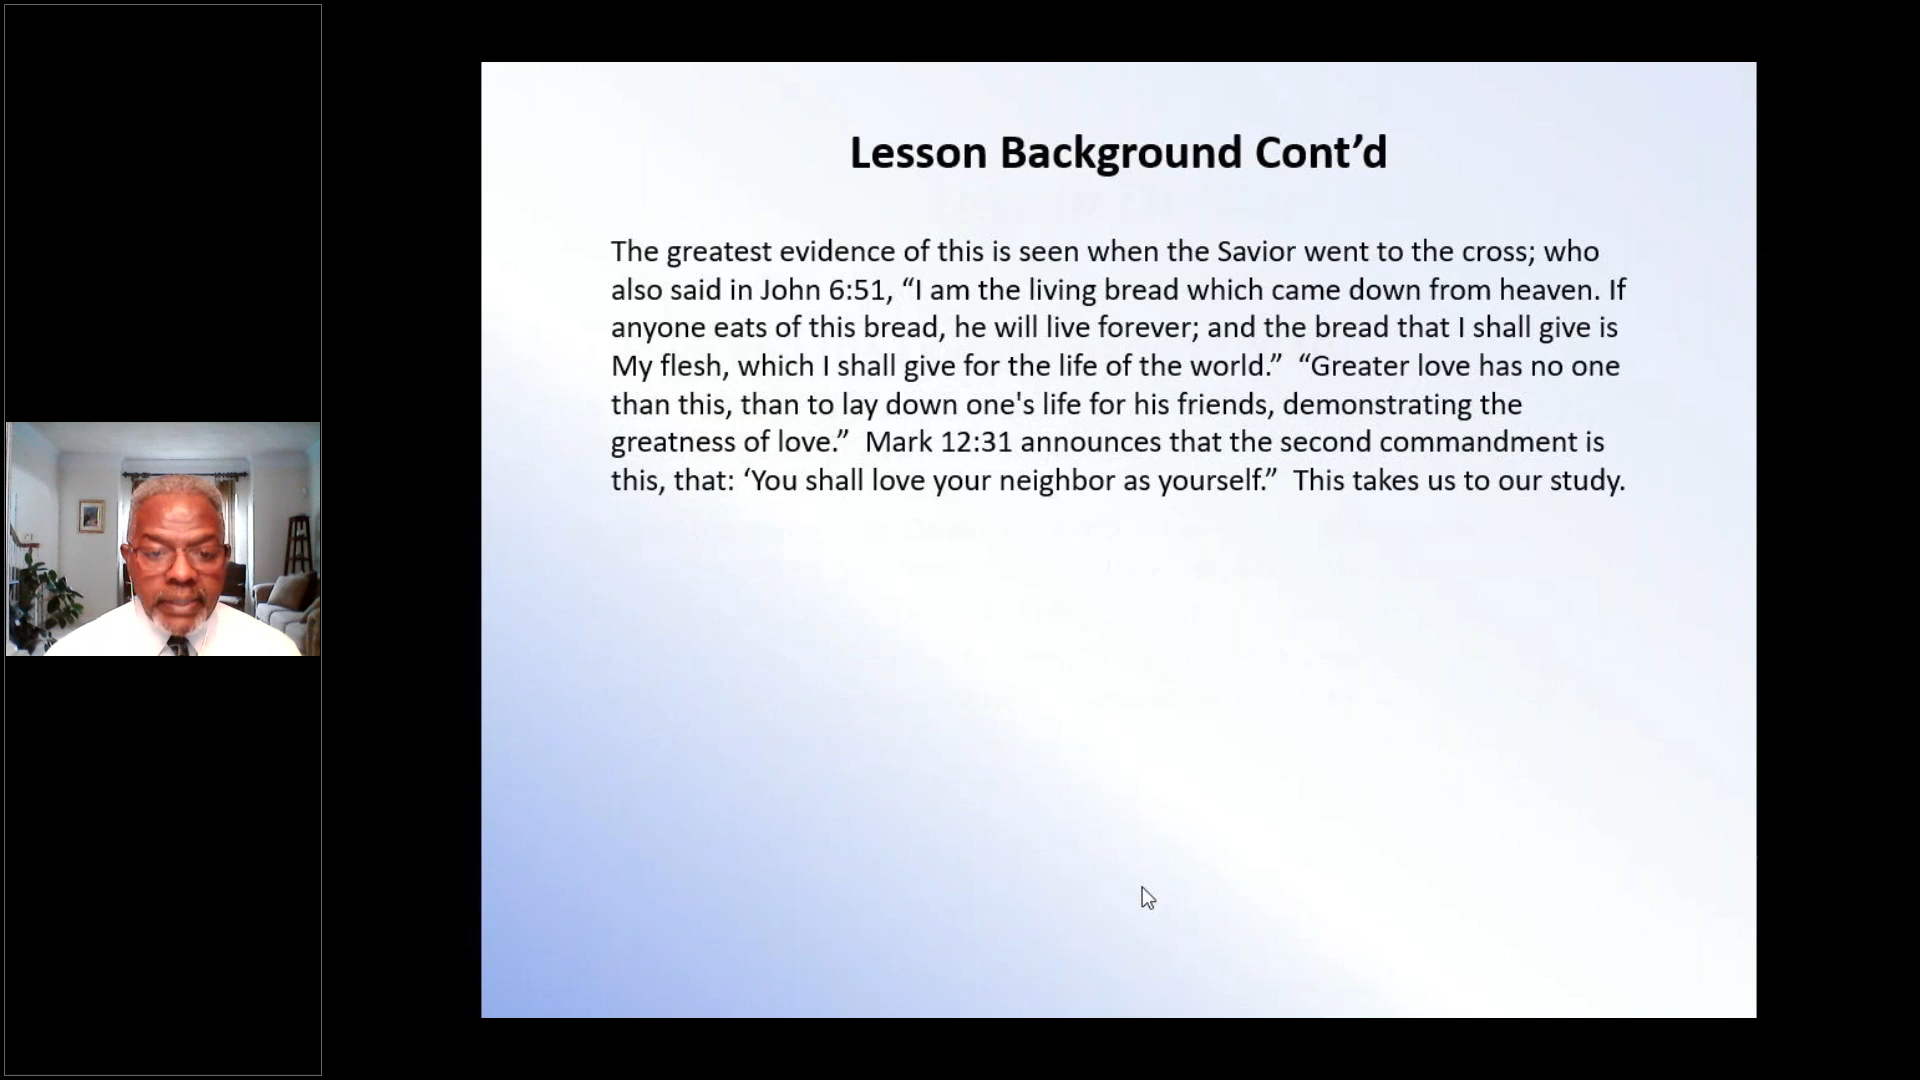 Lesson Background Cont’d
The greatest evidence of this is seen when the Savior went to the cross; who
also said in John 6:51, “I am the living bread which came down from heaven. If
anyone eats of this bread, he will live forever; and the bread that I shall give is
My flesh, which I shall give for the life of the world.”  “Greater love has no one
than this, than to lay down one's life for his friends, demonstrating the
greatness of love.”  Mark 12:31 announces that the second commandment is
this, that: ‘You shall love your neighbor as yourself.”  This takes us to our study.